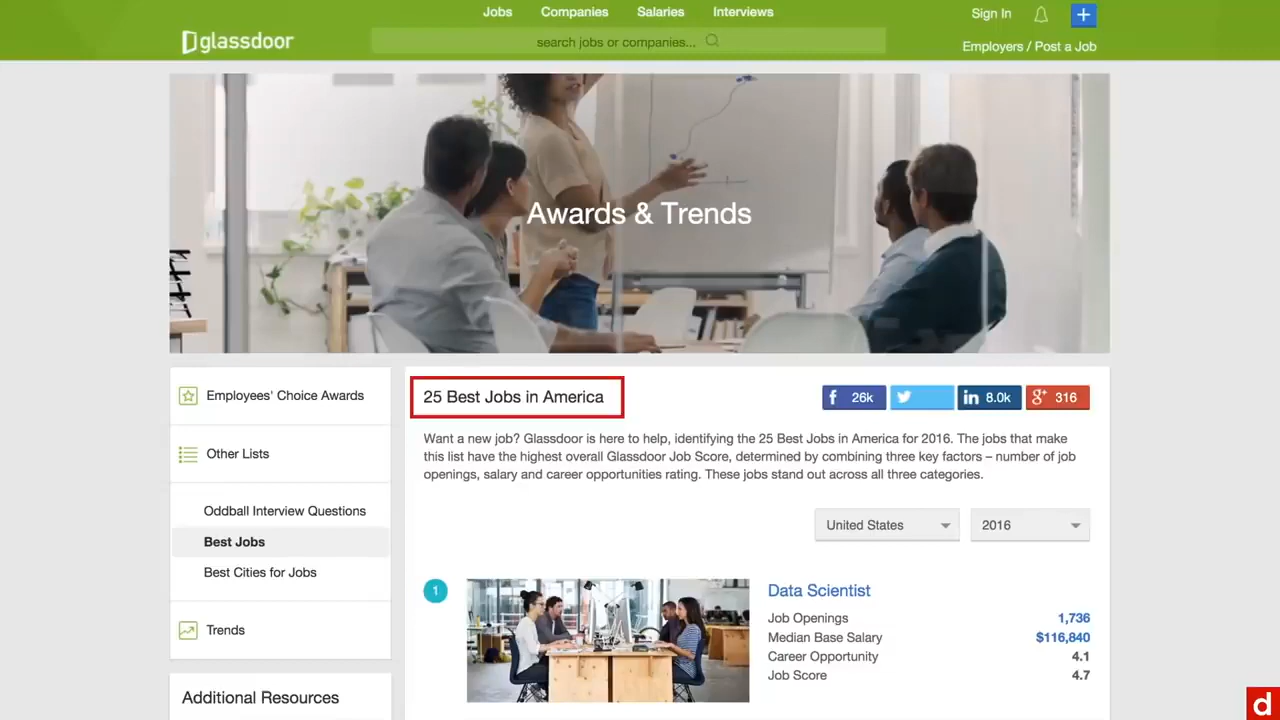 Jobs Companies Salaries Interviews
Sign In
+
glassdoor
search jobs or companies...
Employers / Post a Job
Awards & Trends
Employees' Choice Awards
Other Lists
Oddball Interview Questions
Best Jobs
Best Cities for Jobs
Trends
Additional Resources
25 Best Jobs in America
f 26k
in 8.0k
g+ 316
Want a new job? Glassdoor is here to help, identifying the 25 Best Jobs in America for 2016. The jobs that make
this list have the highest overall Glassdoor Job Score, determined by combining three key factors – number of job
openings, salary and career opportunities rating. These jobs stand out across all three categories.
United States
2016
1
Data Scientist
Job Openings 1,736
Median Base Salary $116,840
Career Opportunity 4.1
Job Score 4.7
d